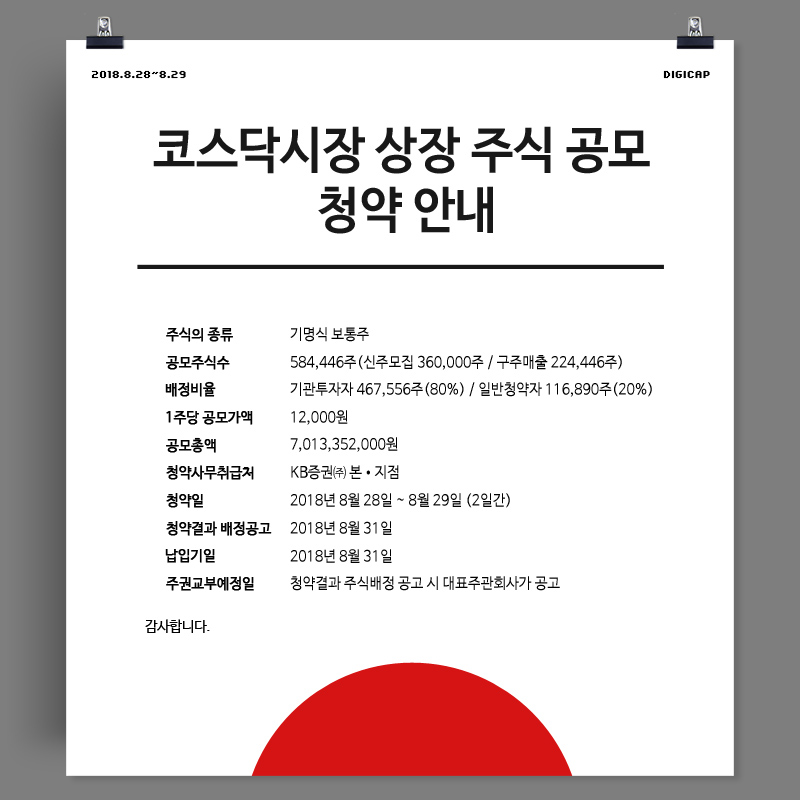 2018.8.28~8.29
DIGICAP
코스닥시장 상장 주식 공모
청약 안내
주식의 종류 기명식 보통주
공모주식수 584,446주(신주모집 360,000주 / 구주매출 224,446주)
배정비율 기관투자자 467,556주(80%) / 일반청약자 116,890주(20%)
1주당 공모가액 12,000원
공모총액 7,013,352,000원
청약사무취급처 KB증권㈜ 본 • 지점
청약일 2018년 8월 28일 ~ 8월 29일 (2일간)
청약결과 배정공고 2018년 8월 31일
납입기일 2018년 8월 31일
주권교부예정일 청약결과 주식배정 공고 시 대표주관회사가 공고
감사합니다.